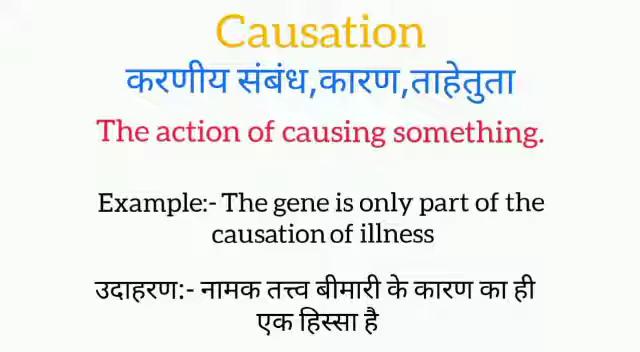 Causation
करणीय संबंध,कारण,ताहेतुता
The action of causing something.
Example:- The gene is only part of the
causation of illness
उदाहरण:- नामक तत्त्व बीमारी के कारण का ही
एक हिस्सा है